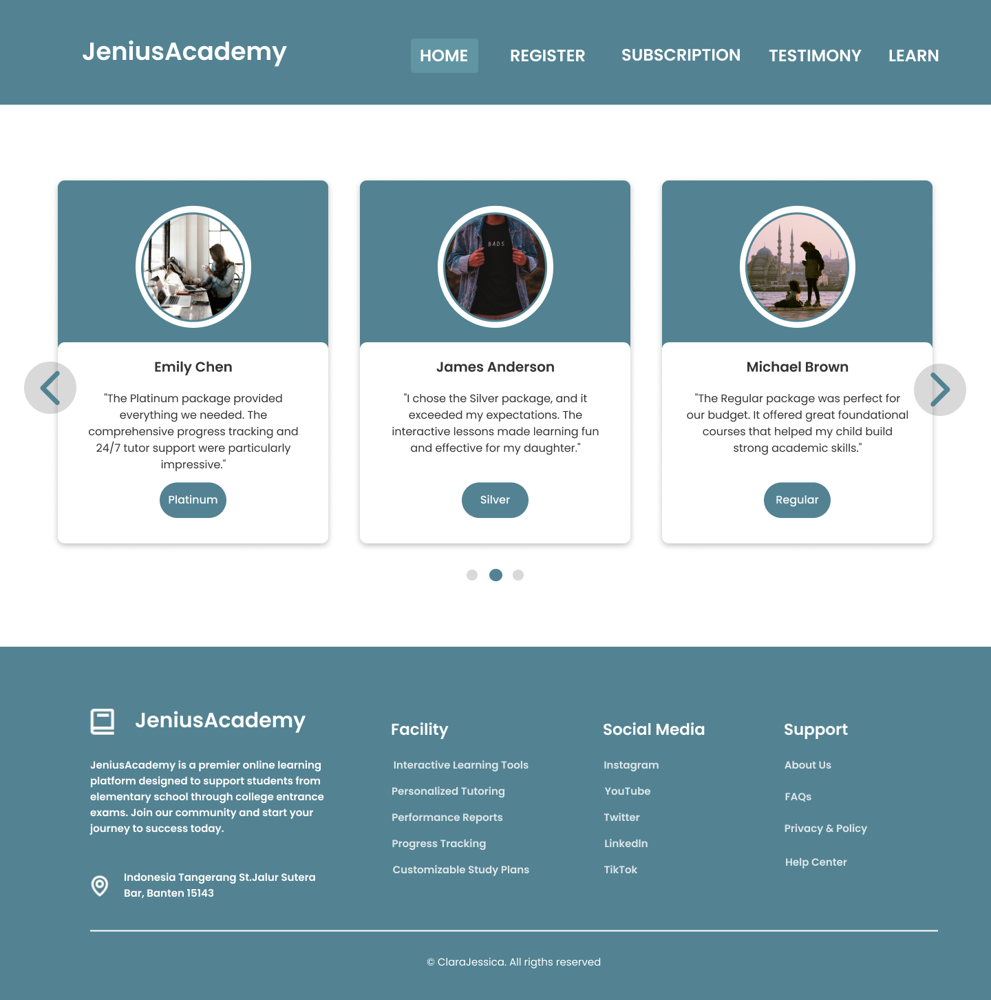 JeniusAcademy
HOME
REGISTER
SUBSCRIPTION
TESTIMONY
LEARN
BADS
Emily Chen
"The Platinum package provided
everything we needed. The
comprehensive progress tracking and
24/7 tutor support were particularly
impressive."
Platinum
James Anderson
"I chose the Silver package, and it
exceeded my expectations. The
interactive lessons made learning fun
and effective for my daughter."
Silver
Michael Brown
"The Regular package was perfect for
our budget. It offered great foundational
courses that helped my child build
strong academic skills."
Regular
JeniusAcademy
JeniusAcademy is a premier online learning
platform designed to support students from
elementary school through college entrance
exams. Join our community and start your
journey to success today.
Indonesia Tangerang St.Jalur Sutera
Bar, Banten 15143
Facility
Interactive Learning Tools
Personalized Tutoring
Performance Reports
Progress Tracking
Customizable Study Plans
Social Media
Instagram
YouTube
Twitter
LinkedIn
TikTok
Support
About Us
FAQs
Privacy & Policy
Help Center
© ClaraJessica. All rigths reserved